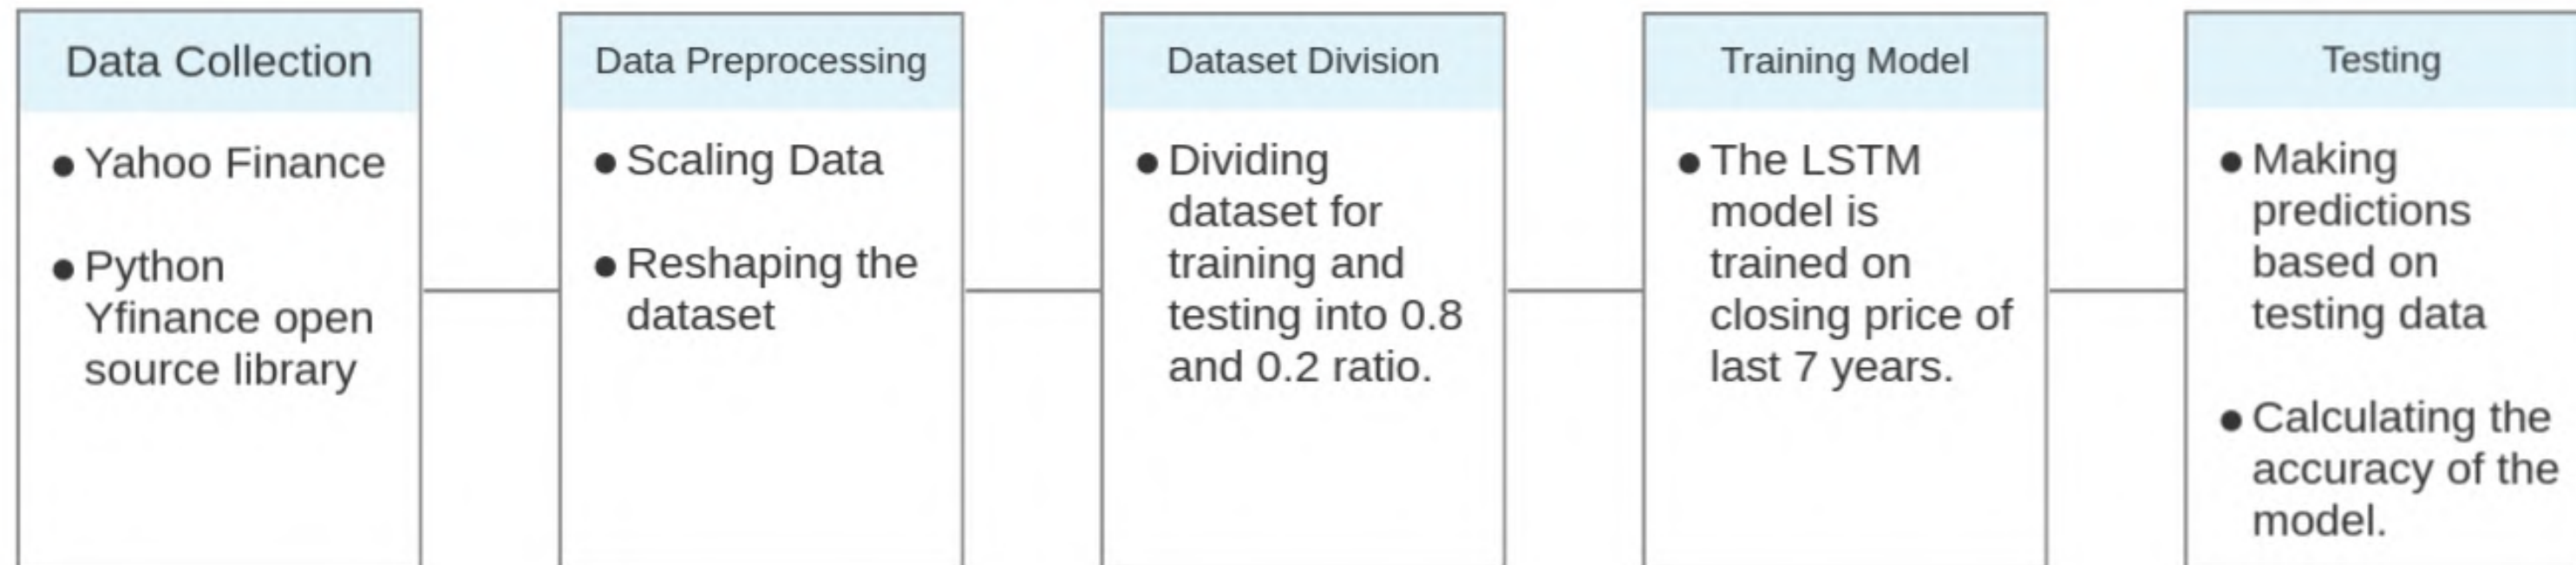 Data Collection
● Yahoo Finance
● Python
Yfinance open
source library
Data Preprocessing
● Scaling Data
● Reshaping the
dataset
Dataset Division
● Dividing
dataset for
training and
testing into 0.8
and 0.2 ratio.
Training Model
● The LSTM
model is
trained on
closing price of
last 7 years.
Testing
● Making
predictions
based on
testing data
● Calculating the
accuracy of the
model.